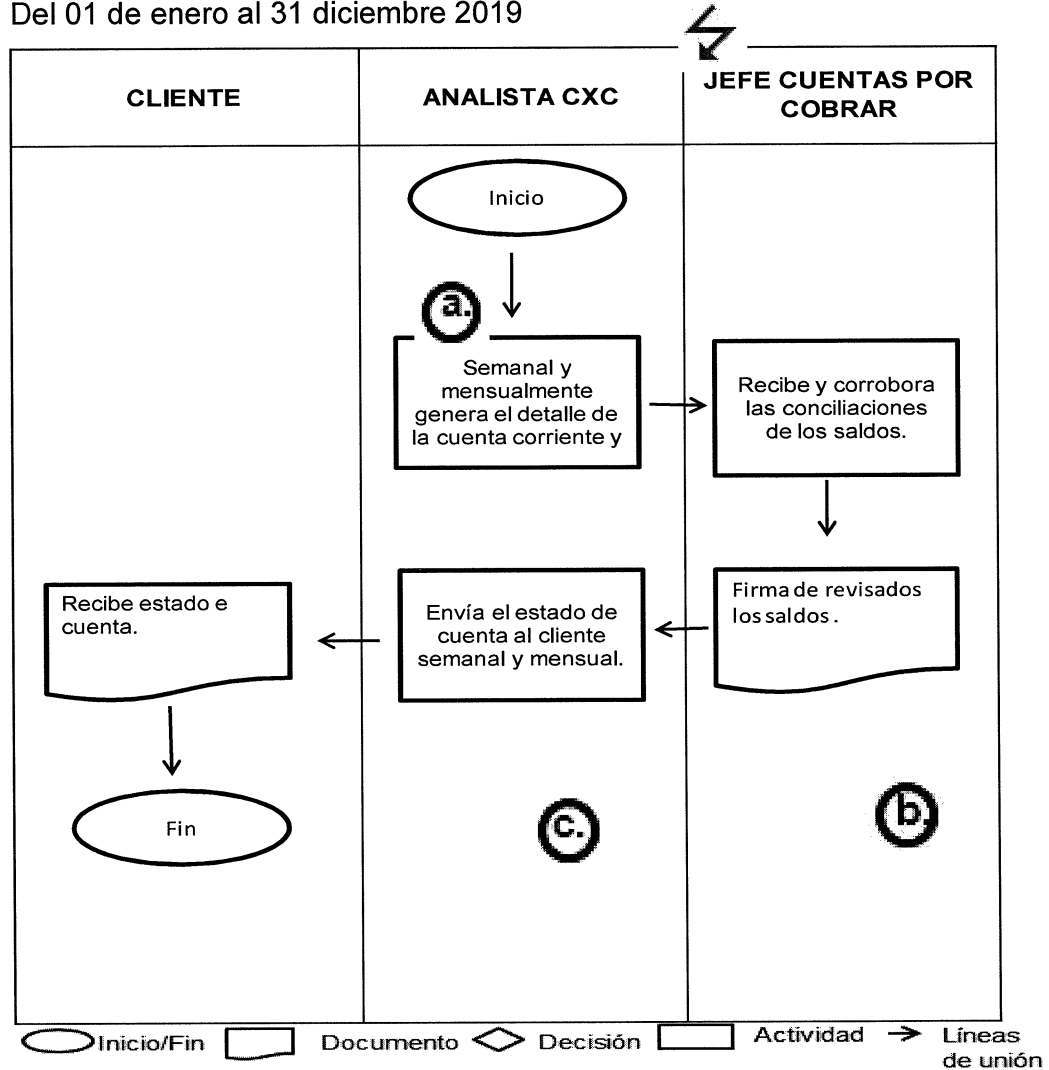 Del 01 de enero al 31 diciembre 2019
CLIENTE
ANALISTA CXC
JEFE CUENTAS POR
COBRAR
Inicio
a.
Semanal y
mensualmente
genera el detalle de
la cuenta corriente y
Recibe y corrobora
las conciliaciones
de los saldos.
Recibe estado e
cuenta.
Envía el estado de
cuenta al cliente
semanal y mensual.
Firma de revisados
los saldos .
Fin
c.
b.
Inicio/Fin
Documento
Decisión
Actividad
Líneas
de unión